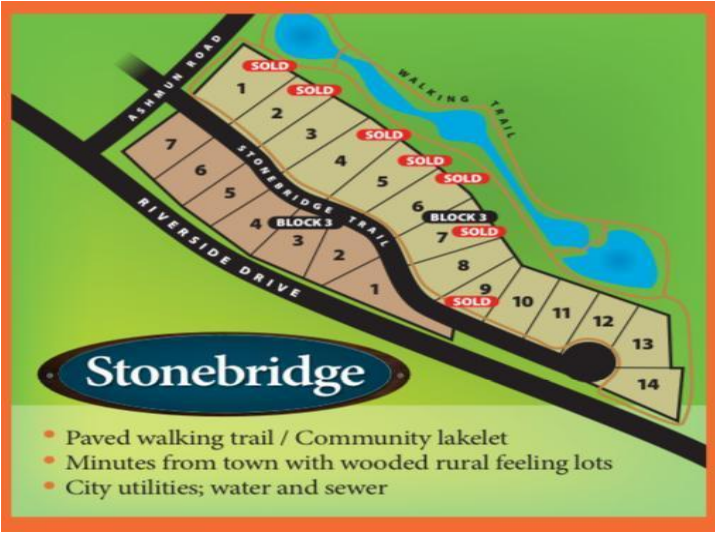 ASHMUN ROAD
WALKING TRAIL
SOLD
1
SOLD
2
3
SOLD
4
SOLD
5
SOLD
6
BLOCK 3
7
SOLD
8
9
SOLD
10
11
12
13
14
STONEBRIDGE TRAIL
7
6
5
4
BLOCK 3
3
2
1
RIVERSIDE DRIVE
Stonebridge
• Paved walking trail / Community lakelet
• Minutes from town with wooded rural feeling lots
• City utilities; water and sewer